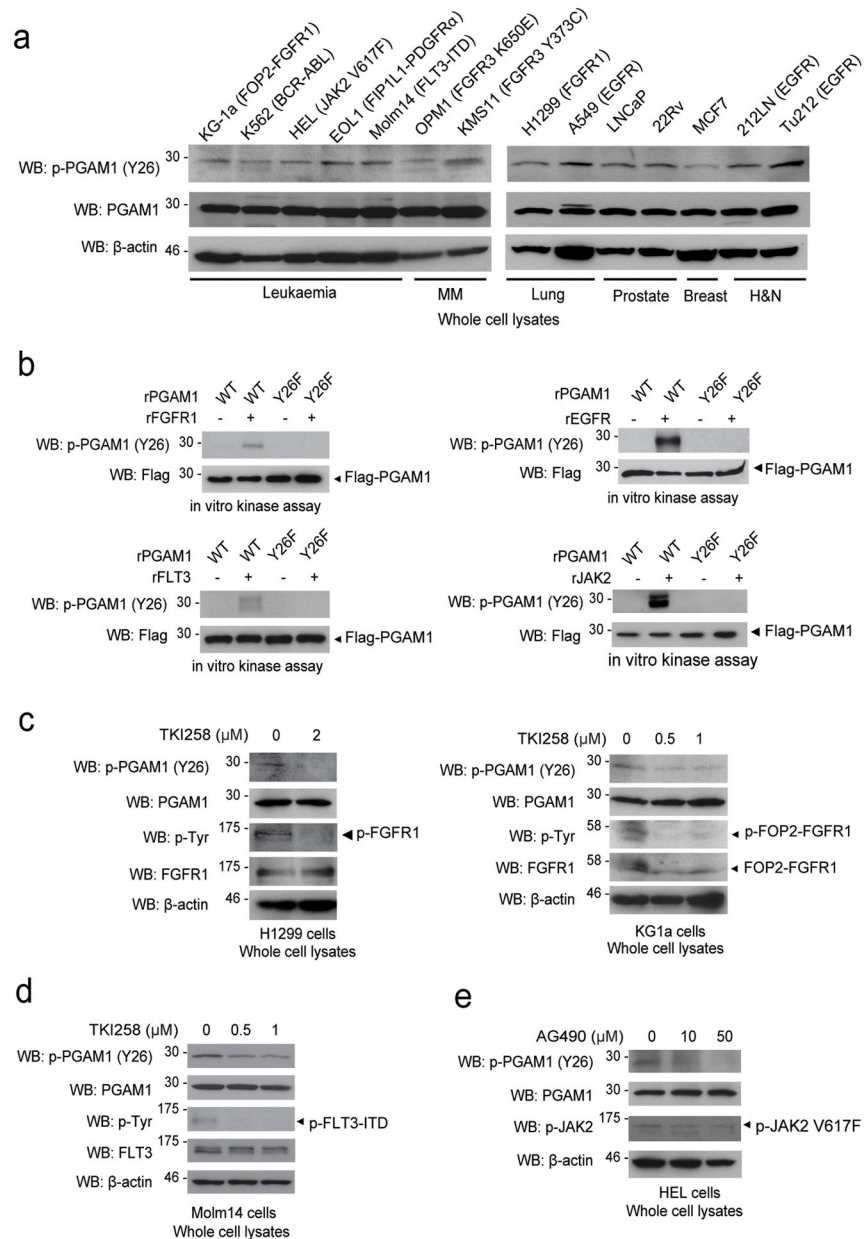 a
KG-1a (FOP2-FGFR1)
K562 (BCR-ABL)
HEL (JAK2 V617F)
EOL1 (FIP1L1-PDGFRα)
Molm14 (FLT3-ITD)
OPM1 (FGFR3 K650E)
KMS11 (FGFR3 Y373C)
H1299 (FGFR1)
A549 (EGFR)
LNCaP
22Rv
MCF7
212LN (EGFR)
Tu212 (EGFR)
WB: p-PGAM1 (Y26) 30
WB: PGAM1 30
WB: β-actin 46
Leukaemia MM Lung Prostate Breast H&N
Whole cell lysates
b
rPGAM1 WT WT Y26F Y26F
rFGFR1 - + - +
WB: p-PGAM1 (Y26) 30
WB: Flag 30 Flag-PGAM1
in vitro kinase assay
rPGAM1 WT WT Y26F Y26F
rEGFR - + - +
WB: p-PGAM1 (Y26) 30
WB: Flag 30 Flag-PGAM1
in vitro kinase assay
rPGAM1 WT WT Y26F Y26F
rFLT3 - + - +
WB: p-PGAM1 (Y26) 30
WB: Flag 30 Flag-PGAM1
in vitro kinase assay
rPGAM1 WT WT Y26F Y26F
rJAK2 - + - +
WB: p-PGAM1 (Y26) 30
WB: Flag 30 Flag-PGAM1
in vitro kinase assay
c
TKI258 (μM) 0 2
WB: p-PGAM1 (Y26) 30
WB: PGAM1 30
WB: p-Tyr 175 p-FGFR1
WB: FGFR1 175
WB: β-actin 46
H1299 cells
Whole cell lysates
TKI258 (μM) 0 0.5 1
WB: p-PGAM1 (Y26) 30
WB: PGAM1 30
WB: p-Tyr 58 p-FOP2-FGFR1
WB: FGFR1 58 FOP2-FGFR1
WB: β-actin 46
KG1a cells
Whole cell lysates
d
TKI258 (μM) 0 0.5 1
WB: p-PGAM1 (Y26) 30
WB: PGAM1 30
WB: p-Tyr 175 p-FLT3-ITD
WB: FLT3 175
WB: β-actin 46
Molm14 cells
Whole cell lysates
e
AG490 (μM) 0 10 50
WB: p-PGAM1 (Y26) 30
WB: PGAM1 30
WB: p-JAK2 175 p-JAK2 V617F
WB: β-actin 46
HEL cells
Whole cell lysates